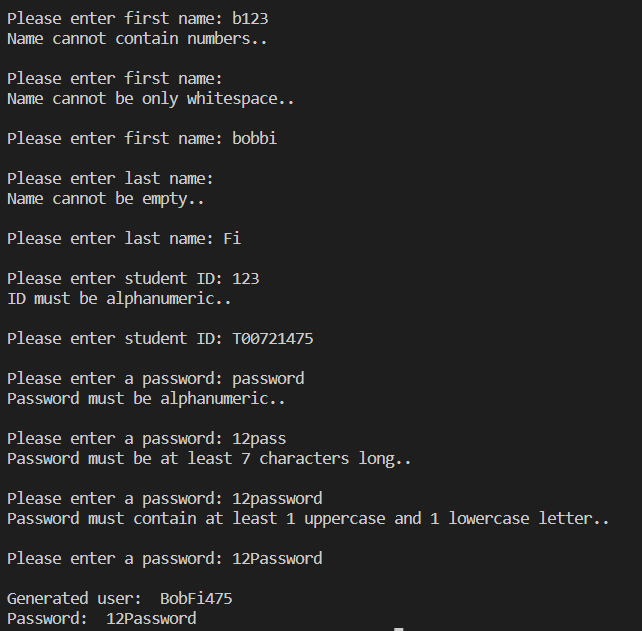 Please enter first name: b123
Name cannot contain numbers..
Please enter first name:
Name cannot be only whitespace..
Please enter first name: bobbi
Please enter last name:
Name cannot be empty..
Please enter last name: Fi
Please enter student ID: 123
ID must be alphanumeric..
Please enter student ID: T00721475
Please enter a password: password
Password must be alphanumeric..
Please enter a password: 12pass
Password must be at least 7 characters long..
Please enter a password: 12password
Password must contain at least 1 uppercase and 1 lowercase letter..
Please enter a password: 12Password
Generated user:  BobFi475
Password:  12Password